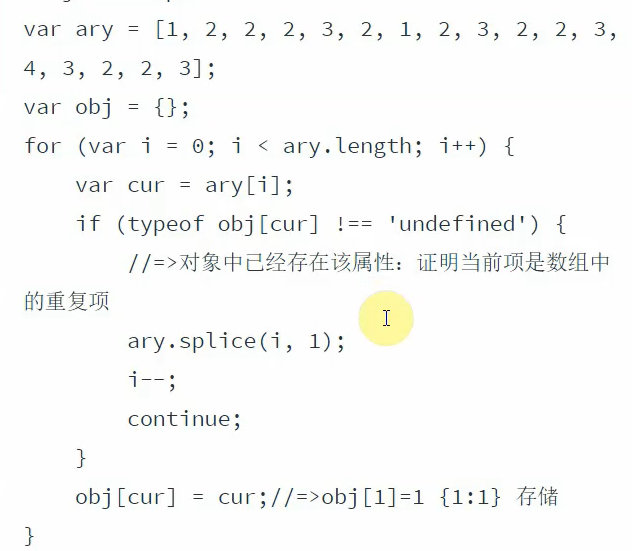 var ary = [1, 2, 2, 2, 3, 2, 1, 2, 3, 2, 2, 3,
4, 3, 2, 2, 3];
var obj = {};
for (var i = 0; i < ary.length; i++) {
    var cur = ary[i];
    if (typeof obj[cur] !== 'undefined') {
        //=>对象中已经存在该属性：证明当前项是数组中
的重复项
        ary.splice(i, 1);
        i--;
        continue;
    }
    obj[cur] = cur;//=>obj[1]=1 {1:1} 存储
}